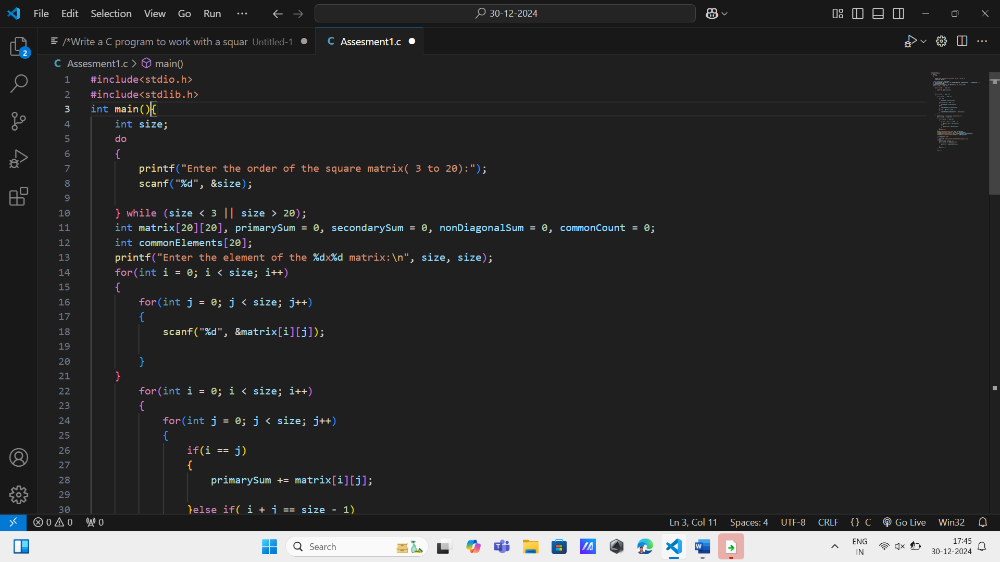 File Edit Selection View Go Run ···
30-12-2024
/*Write a C program to work with a squar Untitled-1
C Assesment1.c
2
C Assesment1.c > main()
1 #include<stdio.h>
2 #include<stdlib.h>
3 int main(){
4 int size;
5 do
6 {
7 printf("Enter the order of the square matrix( 3 to 20):");
8 scanf("%d", &size);
9
10 } while (size < 3 || size > 20);
11 int matrix[20][20], primarySum = 0, secondarySum = 0, nonDiagonalSum = 0, commonCount = 0;
12 int commonElements[20];
13 printf("Enter the element of the %dx%d matrix:\n", size, size);
14 for(int i = 0; i < size; i++)
15 {
16 for(int j = 0; j < size; j++)
17 {
18 scanf("%d", &matrix[i][j]);
19
20 }
21 }
22 for(int i = 0; i < size; i++)
23 {
24 for(int j = 0; j < size; j++)
25 {
26 if(i == j)
27 {
28 primarySum += matrix[i][j];
29
30 }else if( i + j == size - 1)
0 0 0
Ln 3, Col 11 Spaces: 4 UTF-8 CRLF {} C Go Live Win32
Search
W
ENG
IN
17:45
30-12-2024